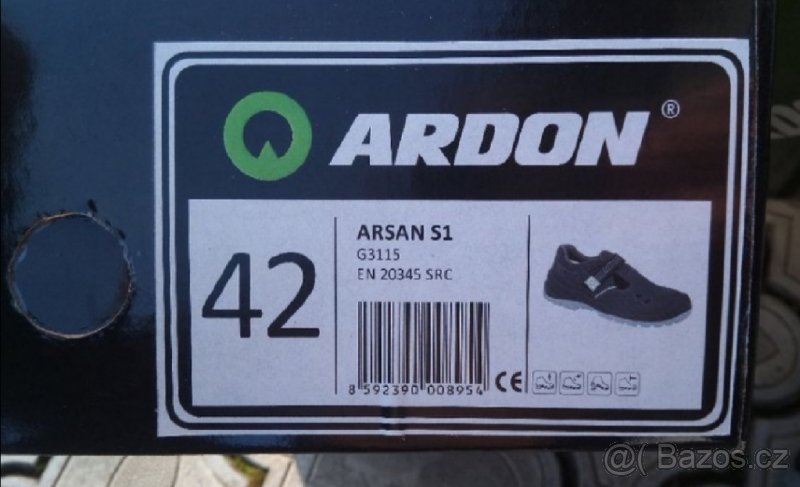 ARDON®
42
ARSAN S1
G3115
EN 20345 SRC
8 592390 008954
CE
@( Bazos.cz